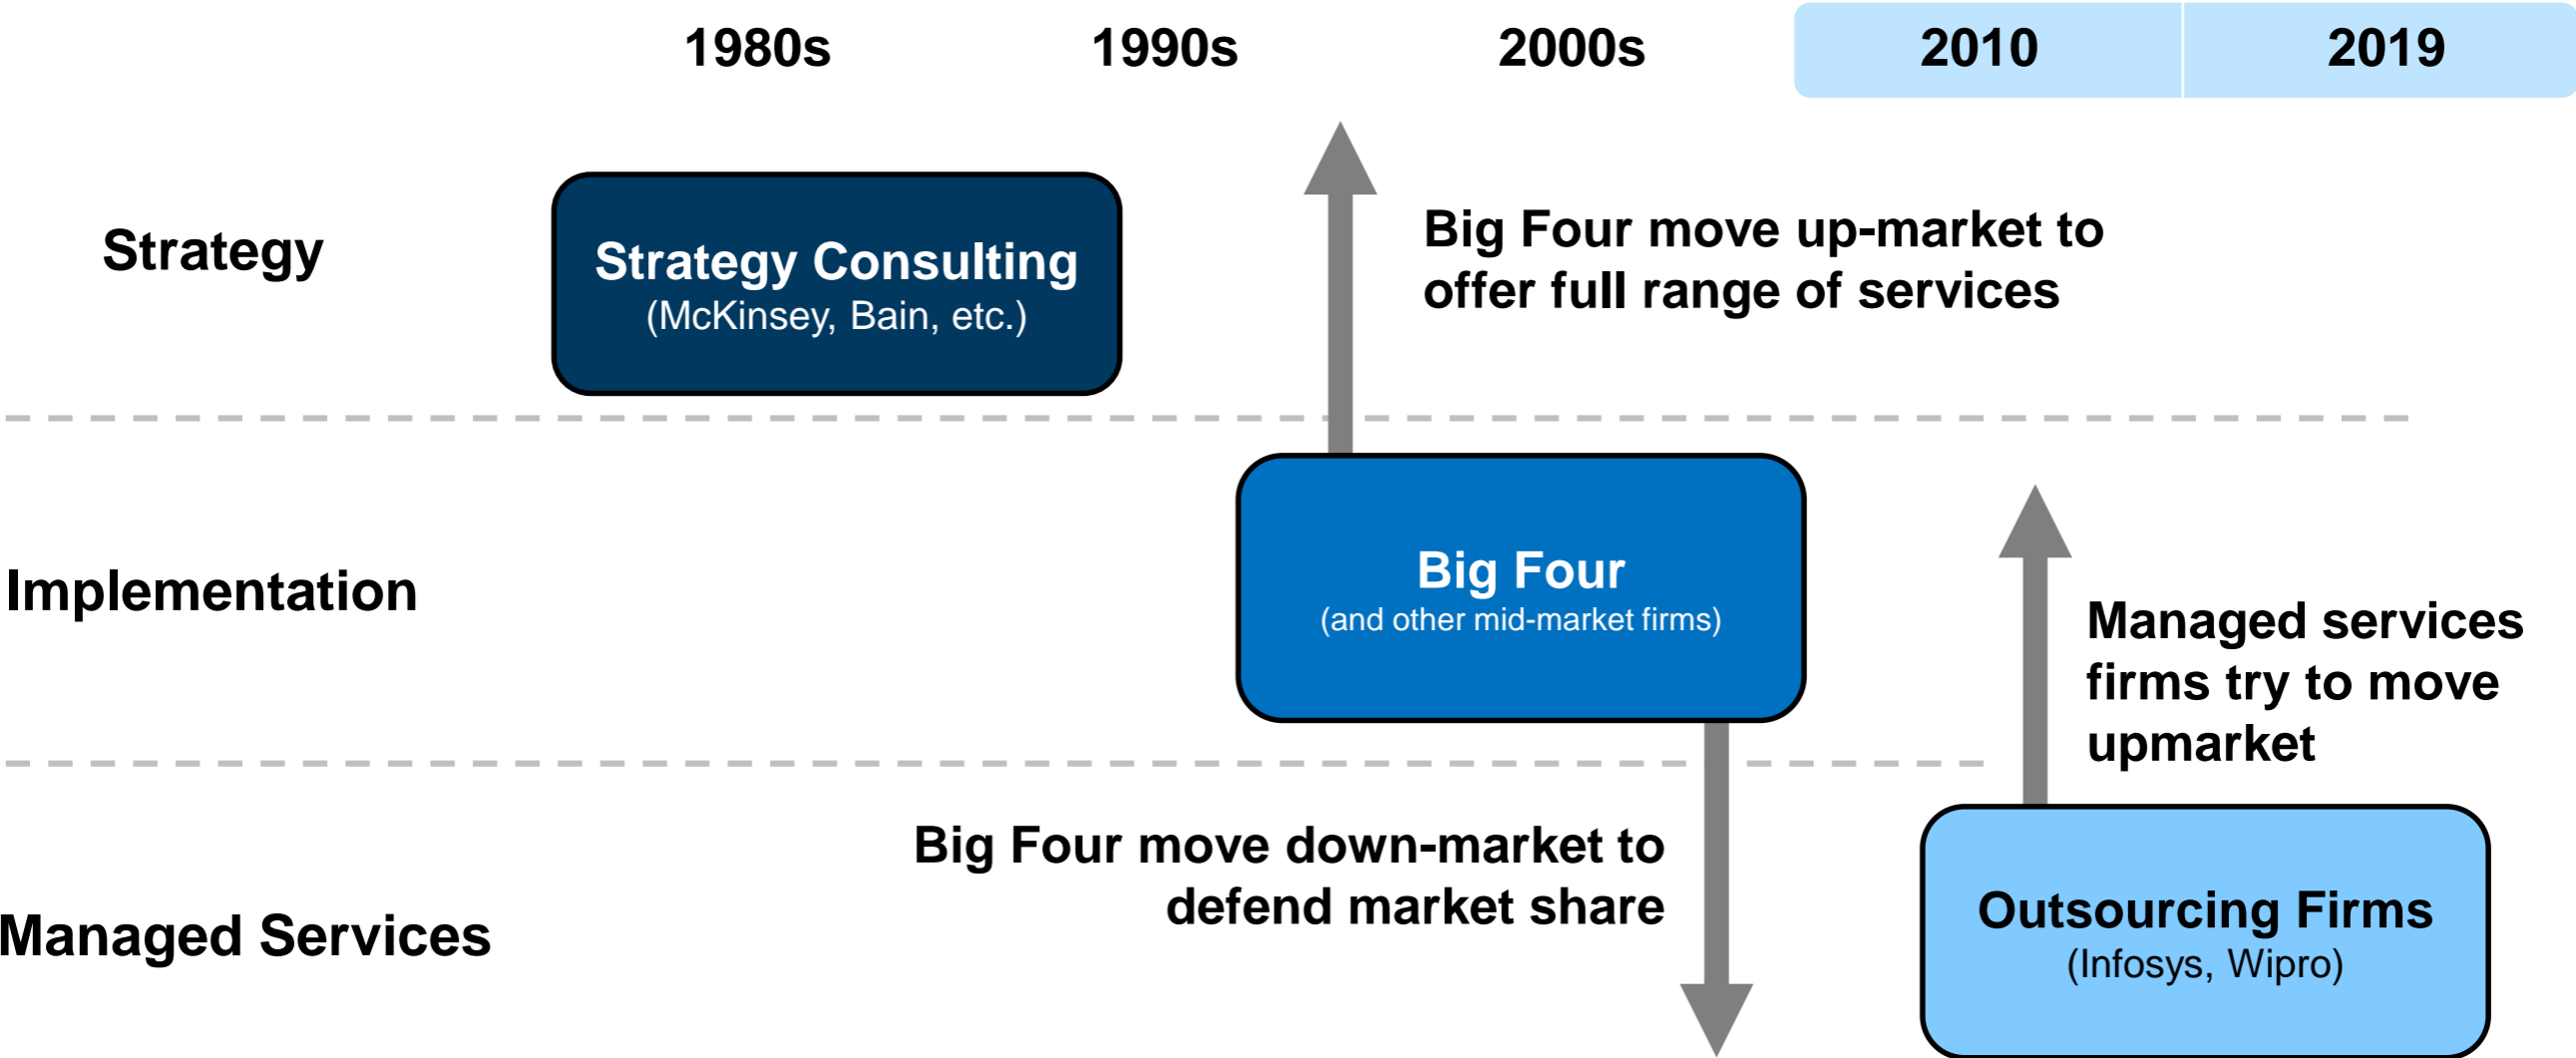 1980s 1990s 2000s 2010 2019
Strategy
Strategy Consulting
(McKinsey, Bain, etc.)
Big Four move up-market to
offer full range of services
Implementation
Big Four
(and other mid-market firms)
Managed services
firms try to move
upmarket
Big Four move down-market to
defend market share
Managed Services
Outsourcing Firms
(Infosys, Wipro)